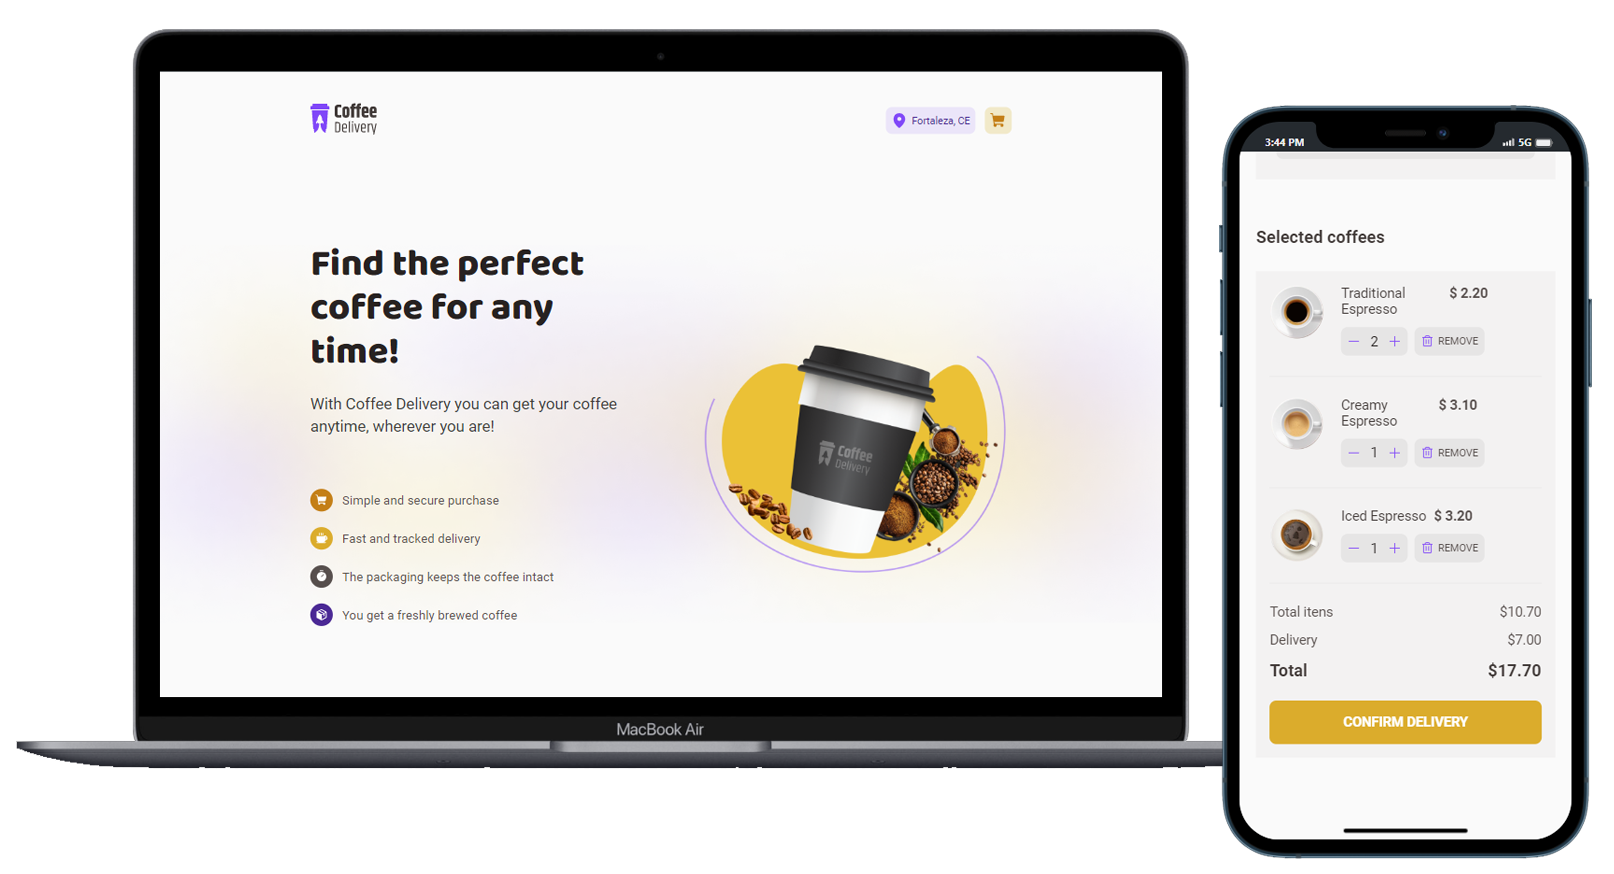 Coffee
Delivery
Fortaleza, CE
Find the perfect
coffee for any
time!
With Coffee Delivery you can get your coffee
anytime, wherever you are!
Simple and secure purchase
Fast and tracked delivery
The packaging keeps the coffee intact
You get a freshly brewed coffee
Coffee
Delivery
MacBook Air
3:44 PM
5G
Selected coffees
Traditional
Espresso
$ 2.20
2
REMOVE
Creamy
Espresso
$ 3.10
1
REMOVE
Iced Espresso $ 3.20
1
REMOVE
Total itens $10.70
Delivery $7.00
Total $17.70
CONFIRM DELIVERY